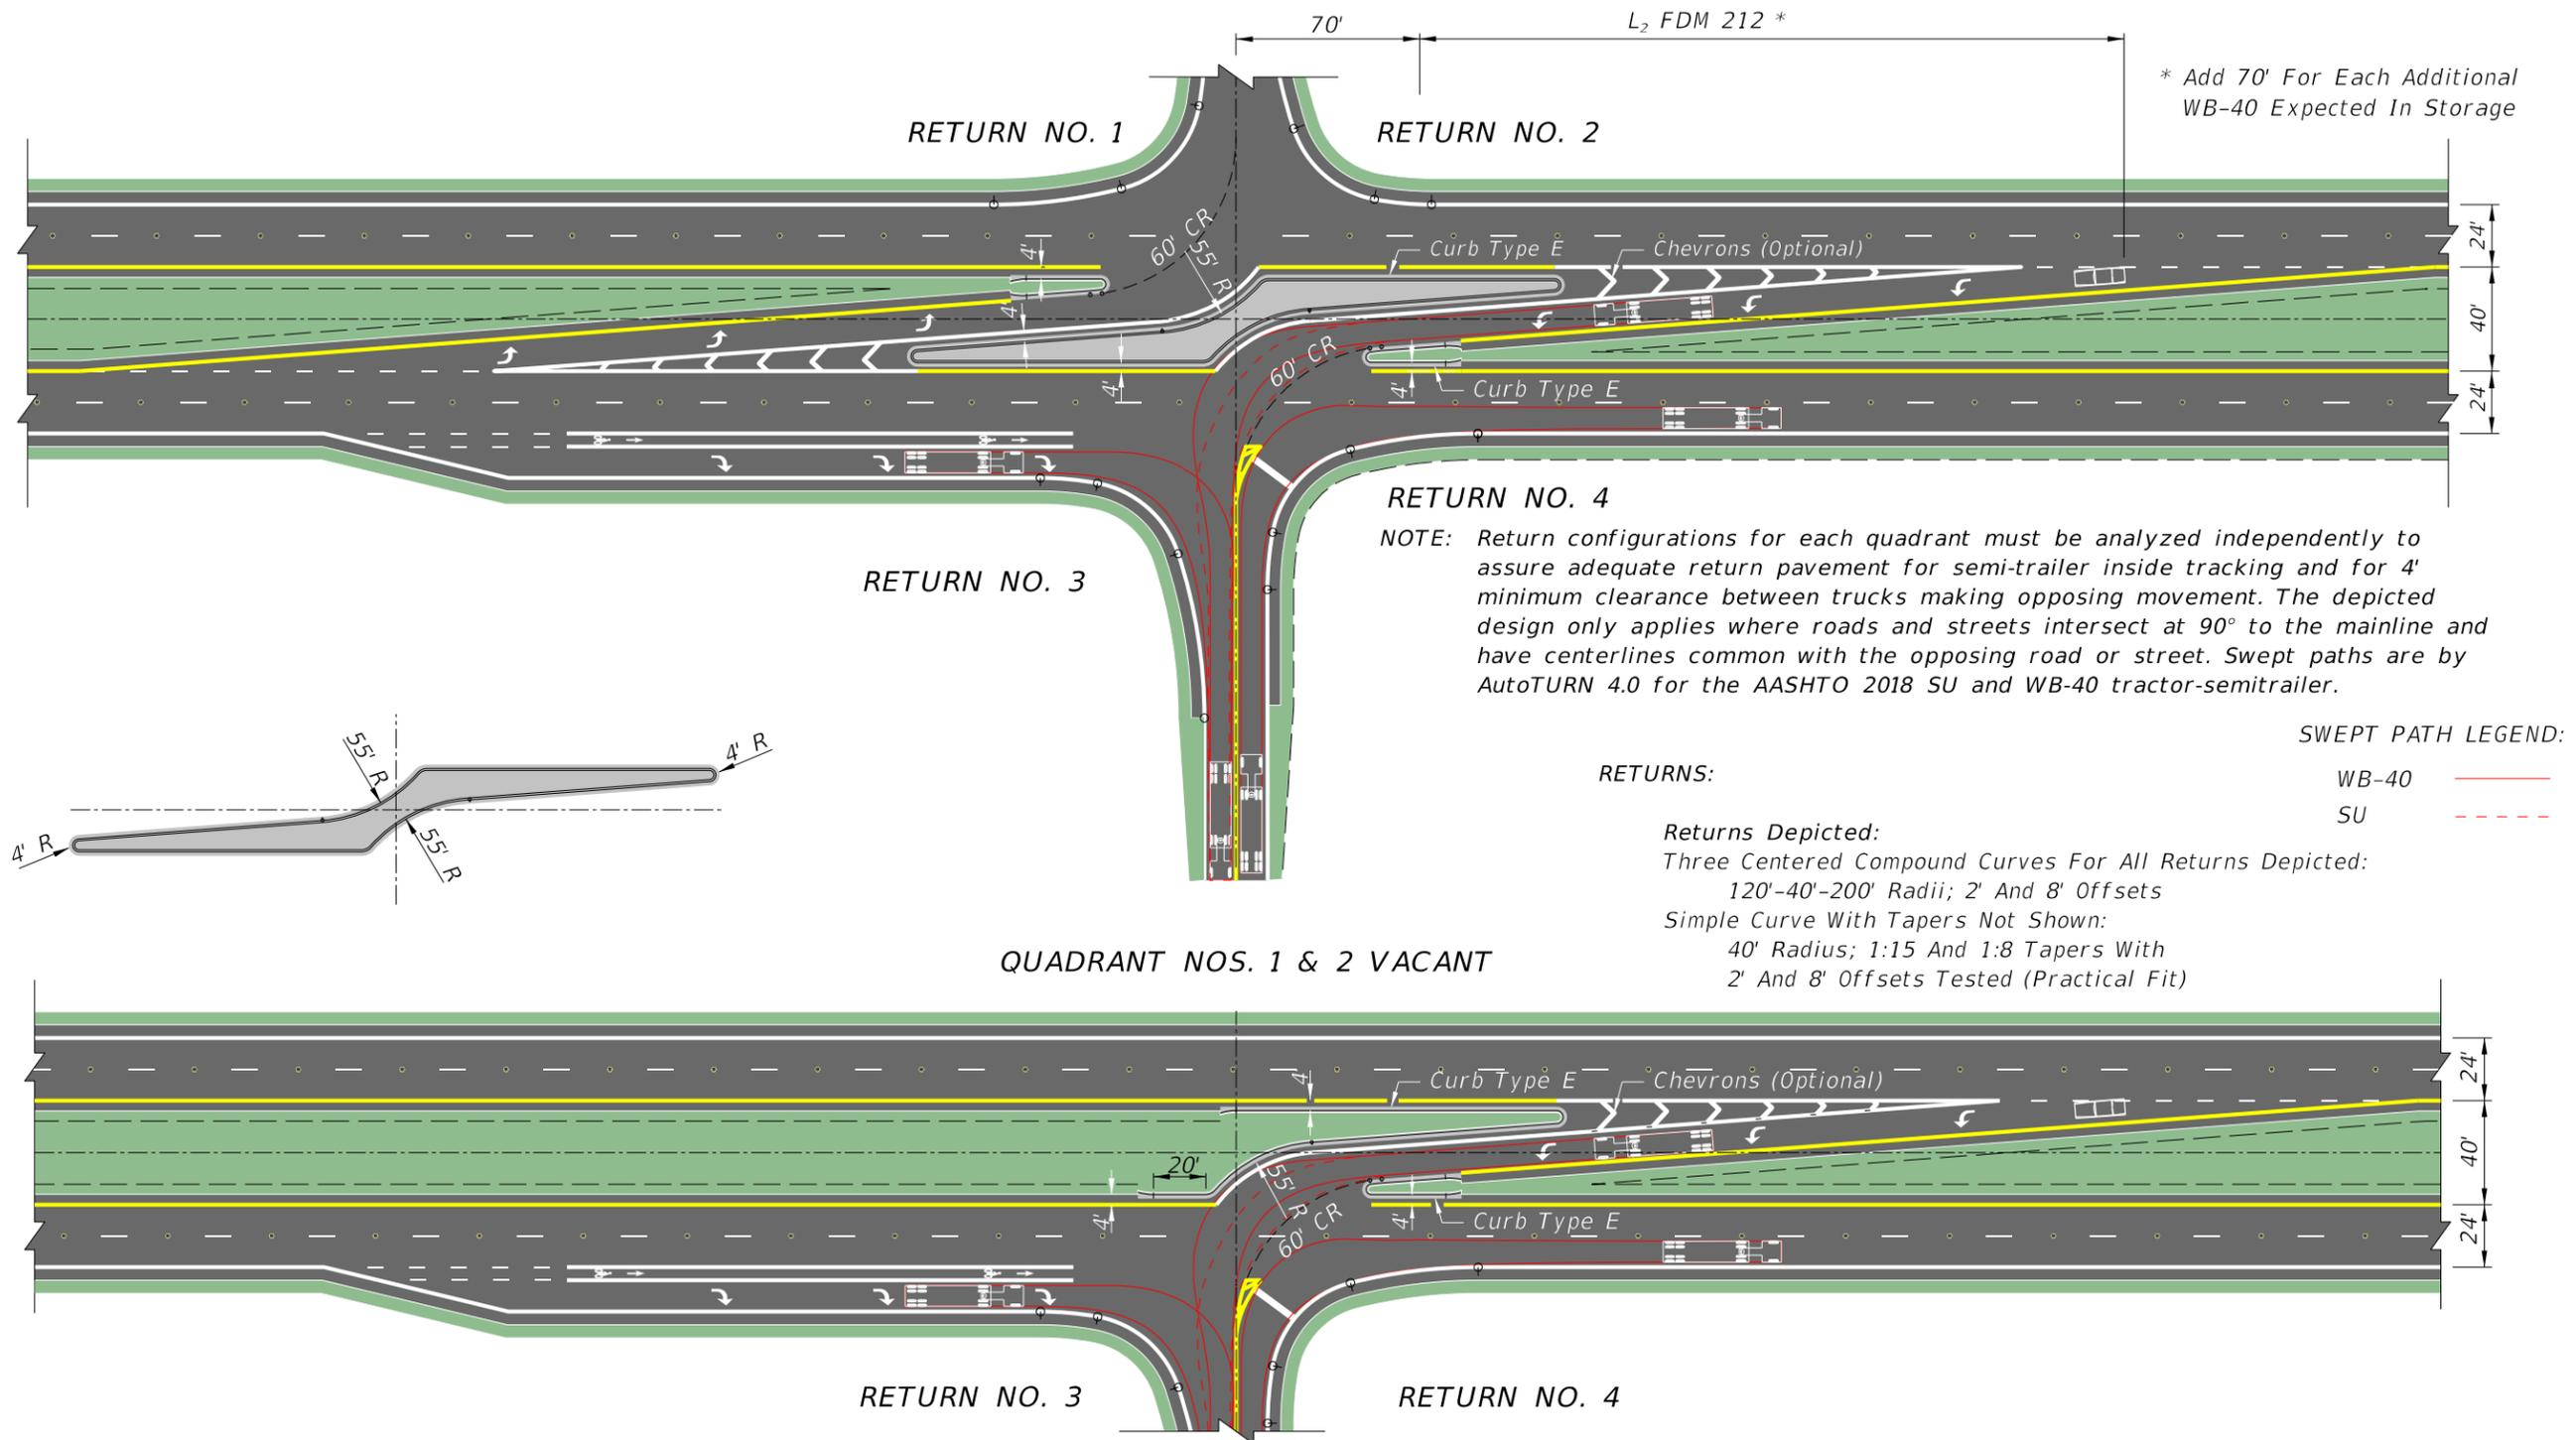 70'
L₂ FDM 212 *
* Add 70' For Each Additional
WB-40 Expected In Storage
RETURN NO. 1
RETURN NO. 2
24'
4'
60' CR
55' R
Curb Type E
Chevrons (Optional)
4'
40'
60' CR
4'
4'
Curb Type E
24'
RETURN NO. 4
NOTE: Return configurations for each quadrant must be analyzed independently to
assure adequate return pavement for semi-trailer inside tracking and for 4'
minimum clearance between trucks making opposing movement. The depicted
design only applies where roads and streets intersect at 90° to the mainline and
have centerlines common with the opposing road or street. Swept paths are by
AutoTURN 4.0 for the AASHTO 2018 SU and WB-40 tractor-semitrailer.
RETURN NO. 3
55' R
4' R
4' R
55' R
SWEPT PATH LEGEND:
WB-40
SU
RETURNS:
Returns Depicted:
Three Centered Compound Curves For All Returns Depicted:
120'-40'-200' Radii; 2' And 8' Offsets
Simple Curve With Tapers Not Shown:
40' Radius; 1:15 And 1:8 Tapers With
2' And 8' Offsets Tested (Practical Fit)
QUADRANT NOS. 1 & 2 VACANT
24'
4'
Curb Type E
Chevrons (Optional)
40'
20'
55' R
4'
60' CR
4'
Curb Type E
24'
RETURN NO. 3
RETURN NO. 4